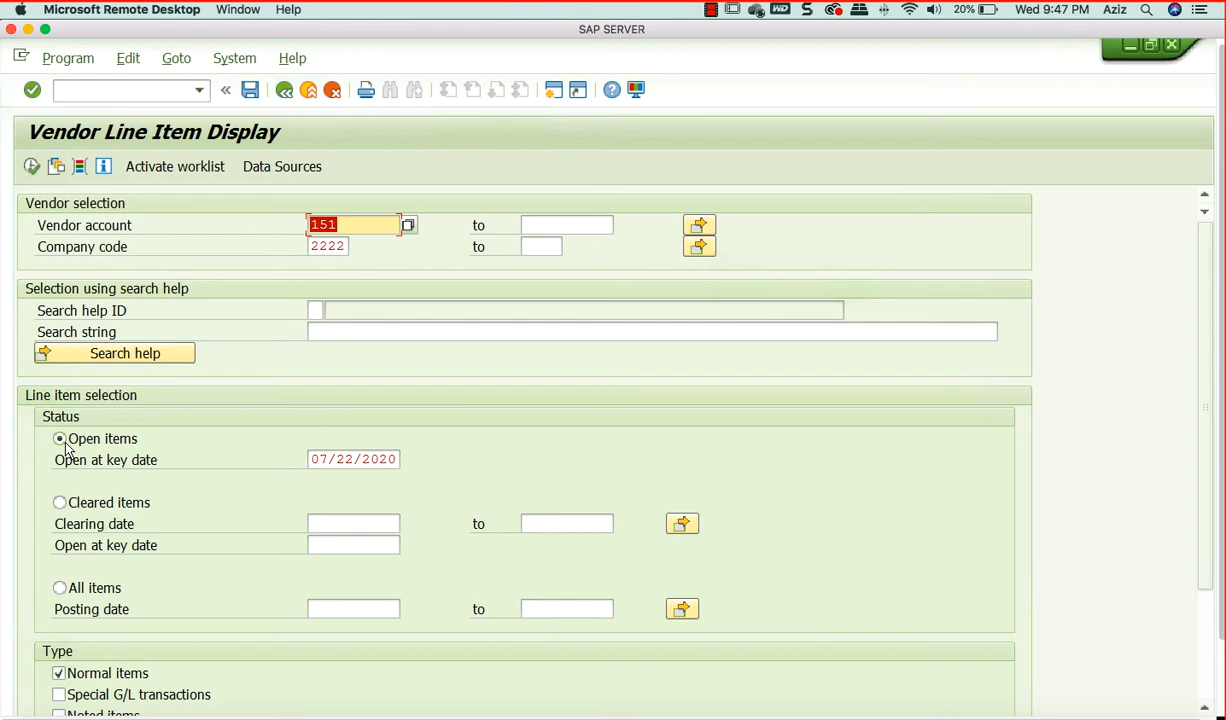 Microsoft Remote Desktop Window Help 20% Wed 9:47 PM Aziz
SAP SERVER
Program Edit Goto System Help
Vendor Line Item Display
Activate worklist Data Sources
Vendor selection
Vendor account 151 to
Company code 2222 to
Selection using search help
Search help ID
Search string
Search help
Line item selection
Status
Open items
Open at key date 07/22/2020
Cleared items
Clearing date to
Open at key date
All items
Posting date to
Type
Normal items
Special G/L transactions
Noted items